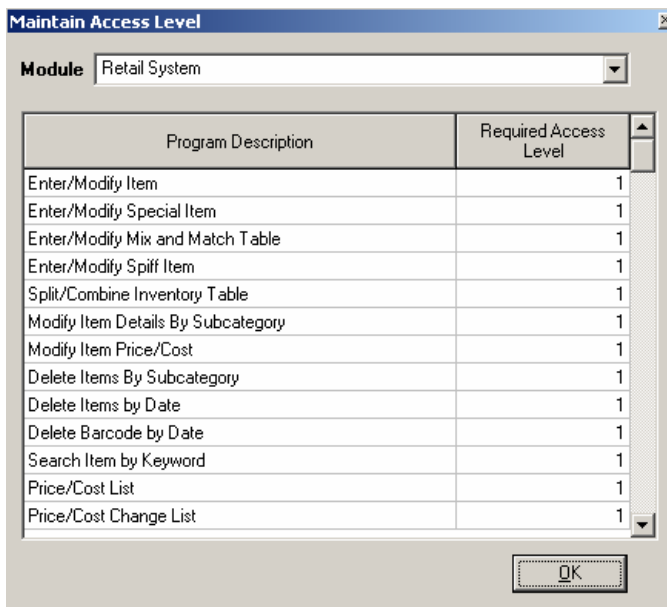 Maintain Access Level
Module Retail System
Program Description Required Access
Level
Enter/Modify Item 1
Enter/Modify Special Item 1
Enter/Modify Mix and Match Table 1
Enter/Modify Spiff Item 1
Split/Combine Inventory Table 1
Modify Item Details By Subcategory 1
Modify Item Price/Cost 1
Delete Items By Subcategory 1
Delete Items by Date 1
Delete Barcode by Date 1
Search Item by Keyword 1
Price/Cost List 1
Price/Cost Change List 1
OK